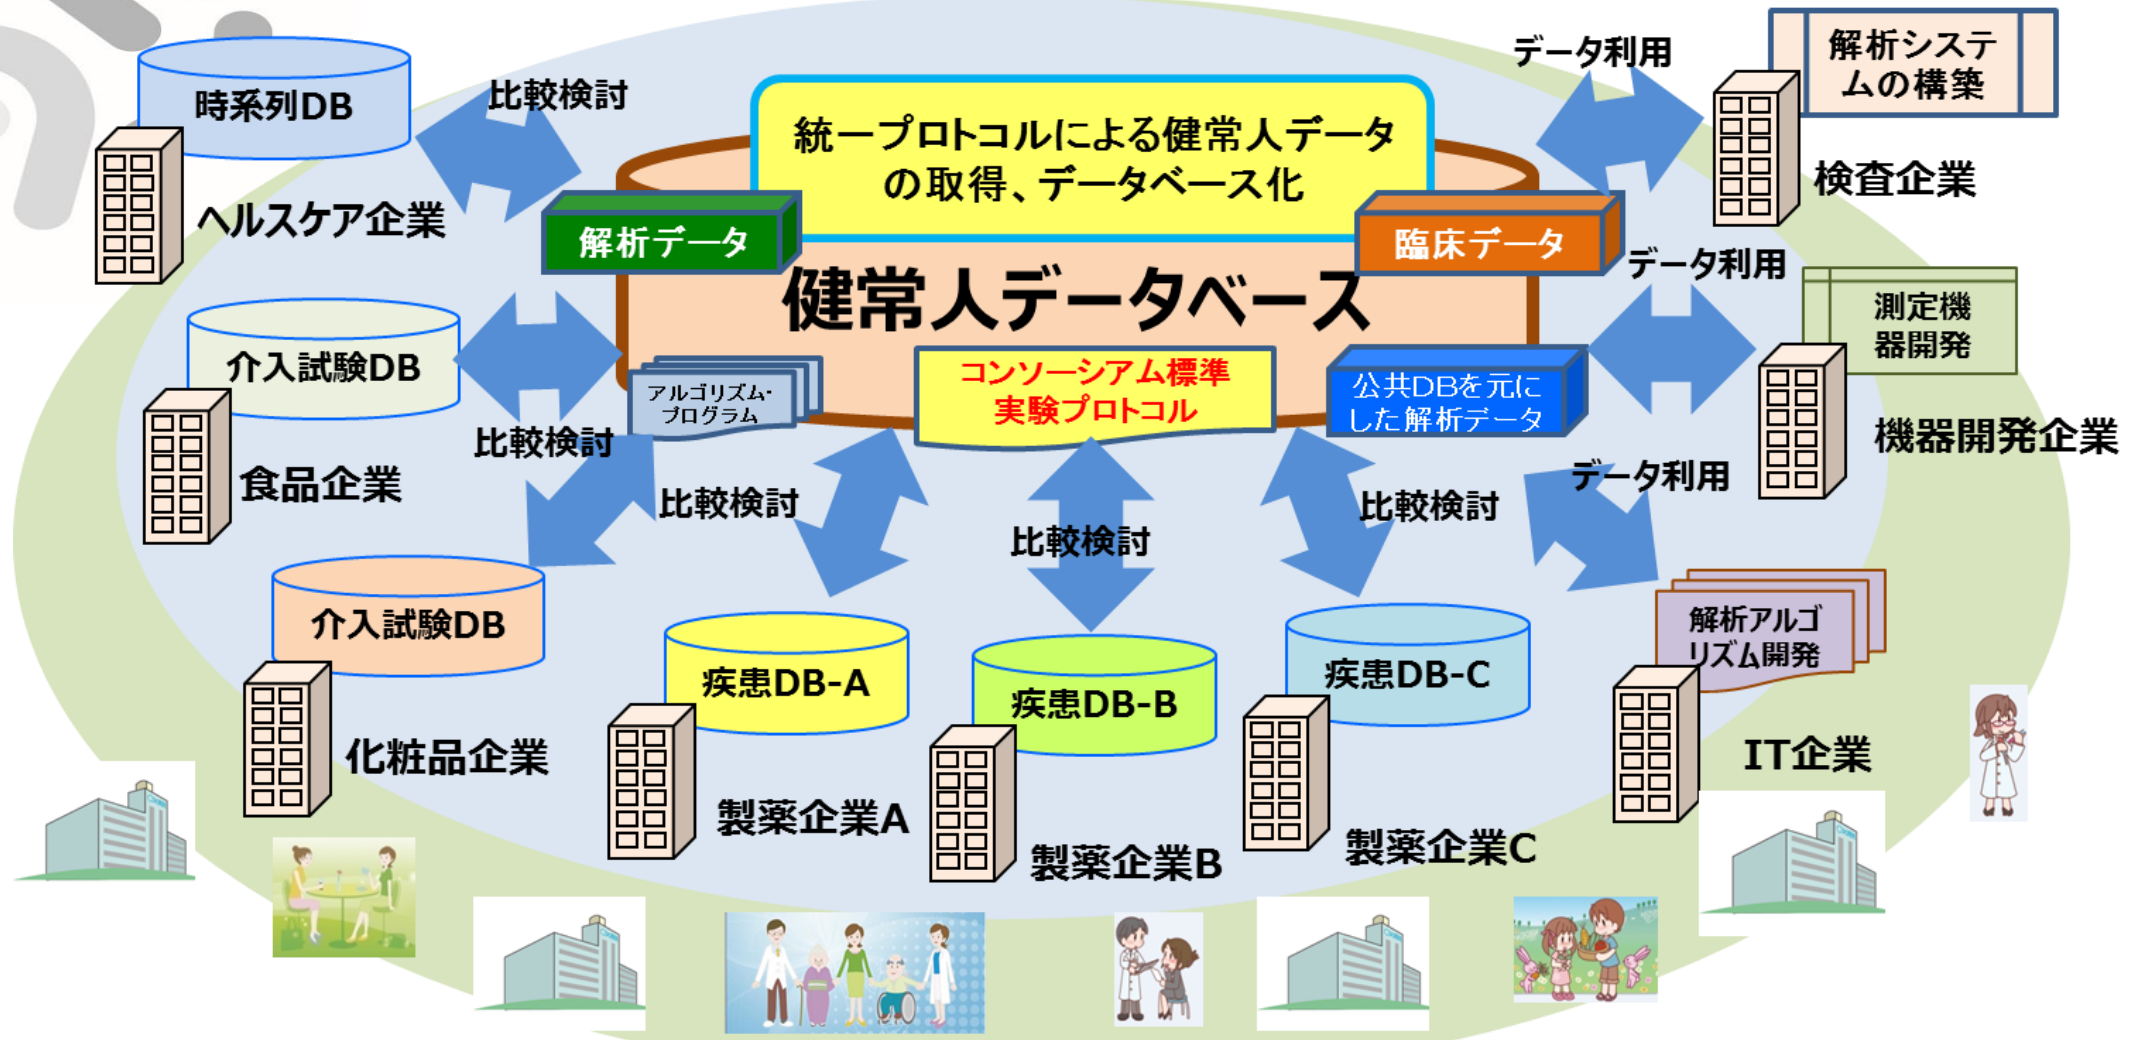 時系列DB
比較検討
ヘルスケア企業
統一プロトコルによる健常人データ
の取得、データベース化
解析データ
臨床データ
健常人データベース
データ利用
解析システ
ムの構築
検査企業
介入試験DB
比較検討
食品企業
アルゴリズム・
プログラム
コンソーシアム標準
実験プロトコル
公共DBを元に
した解析データ
データ利用
測定機
器開発
機器開発企業
介入試験DB
化粧品企業
比較検討
疾患DB-A
製薬企業A
比較検討
疾患DB-B
製薬企業B
比較検討
疾患DB-C
製薬企業C
データ利用
解析アルゴ
リズム開発
IT企業